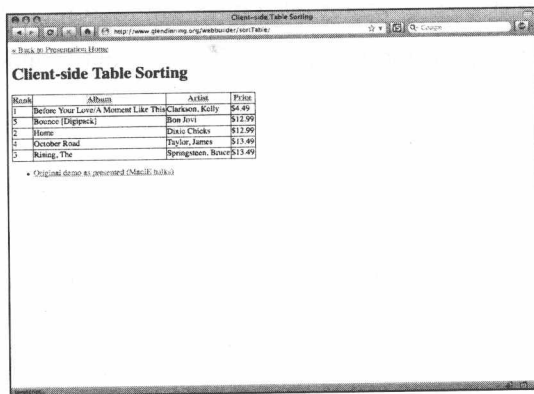 Client-side Table Sorting
http://www.glendinning.org/webbuilder/sortTable/
Google
« Back to Presentation Home
Client-side Table Sorting
Rank Album Artist Price
1 Before Your Love/A Moment Like This Clarkson, Kelly $4.49
5 Bounce [Digipack] Bon Jovi $12.99
2 Home Dixie Chicks $12.99
4 October Road Taylor, James $13.49
3 Rising, The Springsteen, Bruce $13.49
• Original demo as presented (MacIE talks)